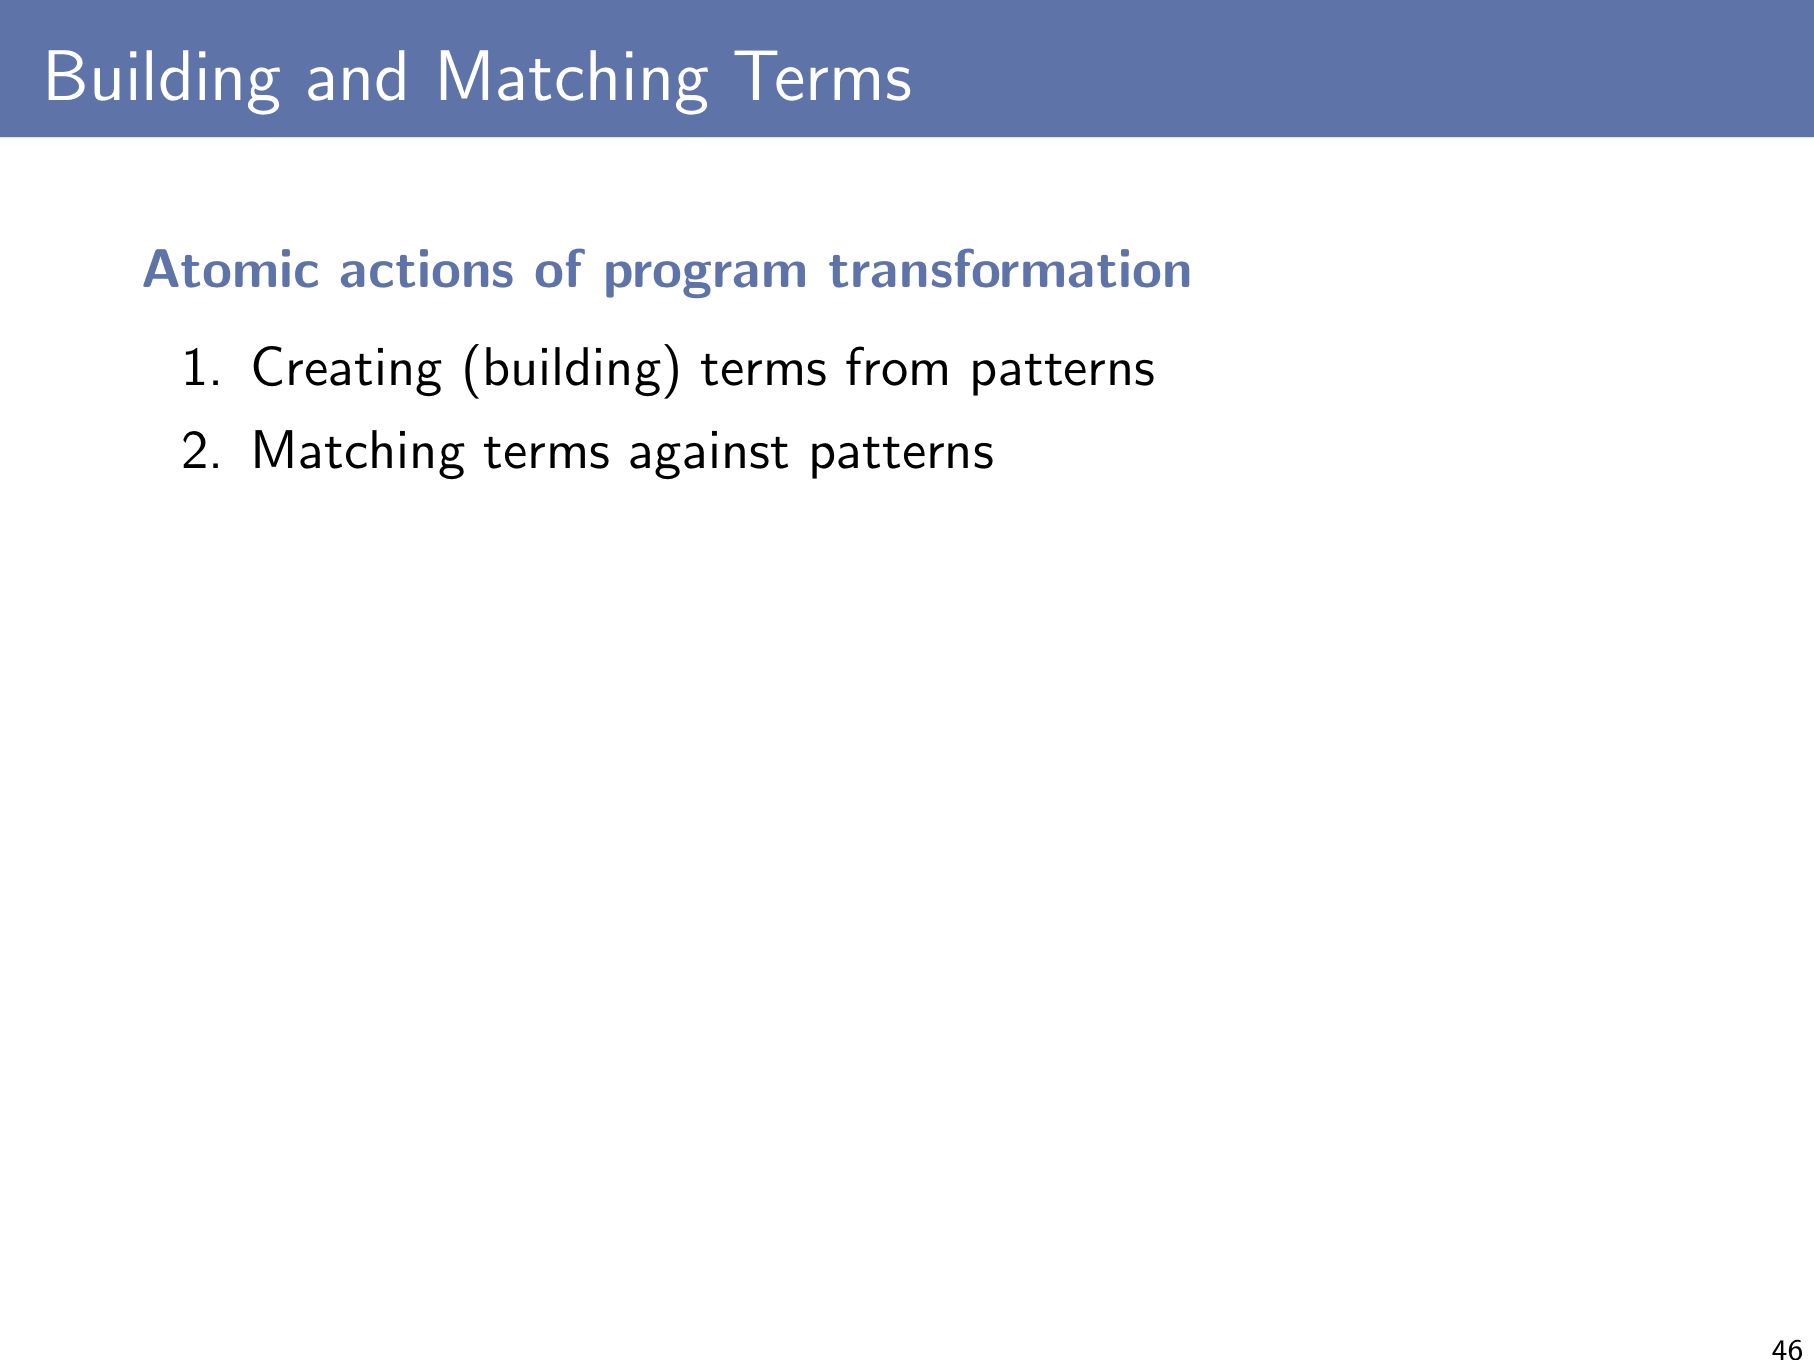 Building and Matching Terms
Atomic actions of program transformation
1. Creating (building) terms from patterns
2. Matching terms against patterns
46